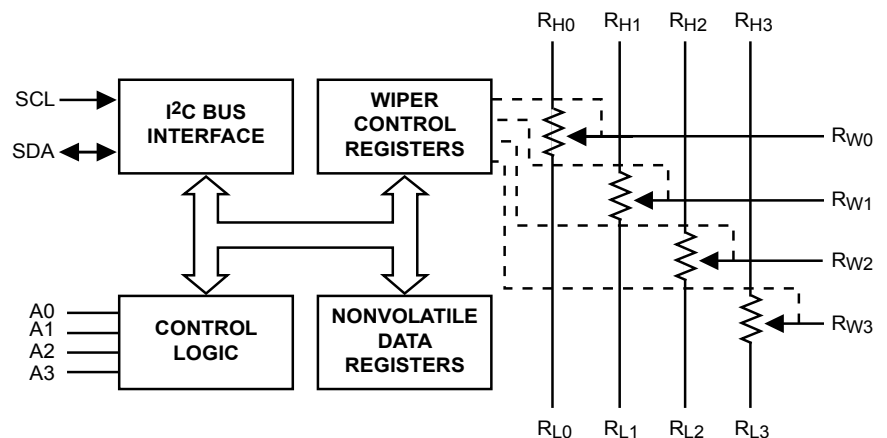 RH0 RH1 RH2 RH3
SCL
SDA
I²C BUS
INTERFACE
WIPER
CONTROL
REGISTERS
RW0
RW1
RW2
RW3
A0
A1
A2
A3
CONTROL
LOGIC
NONVOLATILE
DATA
REGISTERS
RL0 RL1 RL2 RL3